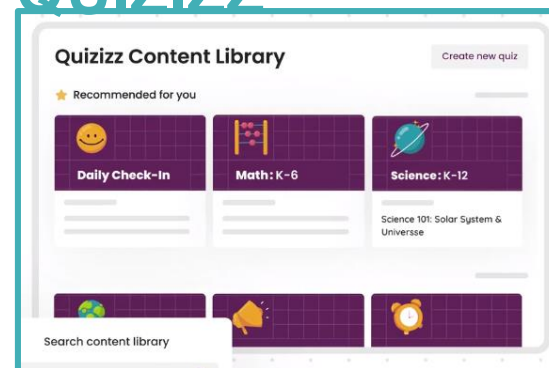 Quizizz
Quizizz Content Library
Create new quiz
Recommended for you
Daily Check-In
Math: K-6
Science: K-12
Science 101: Solar System &
Universse
Search content library